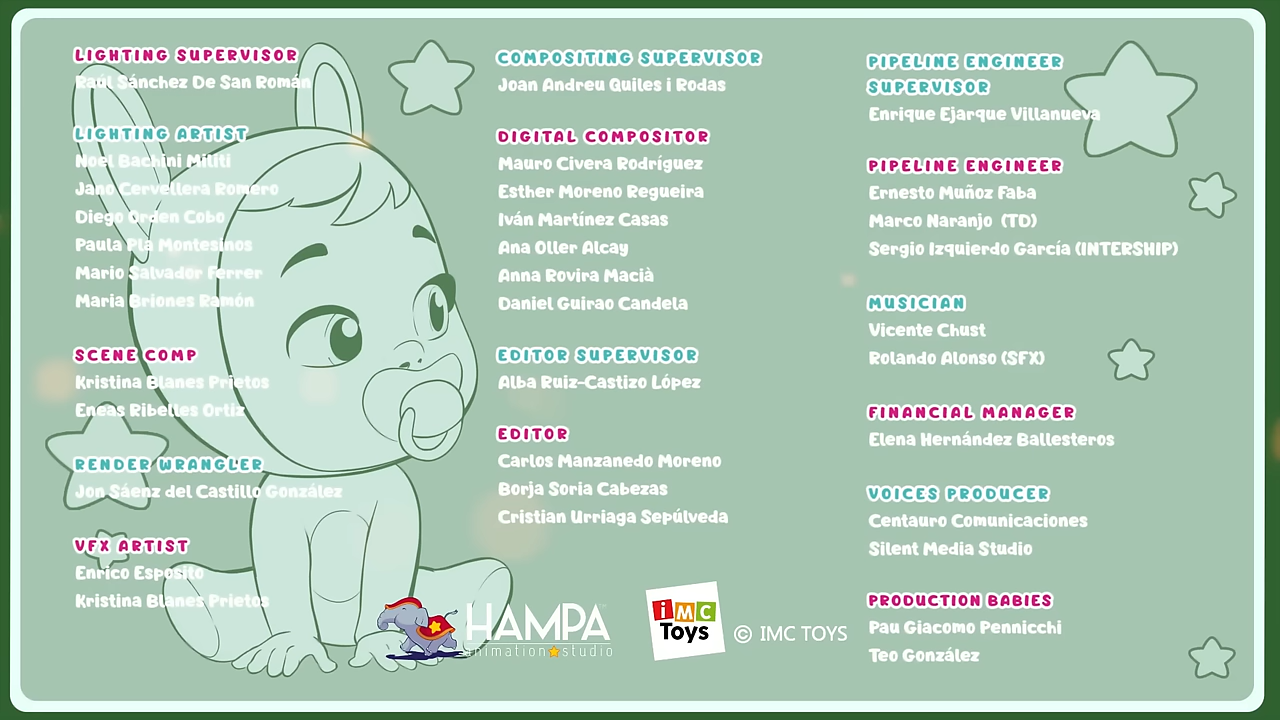 LIGHTING SUPERVISOR
Raúl Sánchez De San Román
LIGHTING ARTIST
Noel Bachini Militi
Jano Cervellera Romero
Diego Orden Cobo
Paula Pla Montesinos
Mario Salvador Ferrer
Maria Briones Ramón
SCENE COMP
Kristina Blanes Prietos
Eneas Ribelles Ortiz
RENDER WRANGLER
Jon Sáenz del Castillo González
VFX ARTIST
Enrico Esposito
Kristina Blanes Prietos
COMPOSITING SUPERVISOR
Joan Andreu Quiles i Rodas
DIGITAL COMPOSITOR
Mauro Civera Rodríguez
Esther Moreno Regueira
Iván Martínez Casas
Ana Oller Alcay
Anna Rovira Macià
Daniel Guirao Candela
EDITOR SUPERVISOR
Alba Ruiz-Castizo López
EDITOR
Carlos Manzanedo Moreno
Borja Soria Cabezas
Cristian Urriaga Sepúlveda
HAMPA
animation studio
iMC
Toys
© IMC TOYS
PIPELINE ENGINEER
SUPERVISOR
Enrique Ejarque Villanueva
PIPELINE ENGINEER
Ernesto Muñoz Faba
Marco Naranjo (TD)
Sergio Izquierdo García (INTERSHIP)
MUSICIAN
Vicente Chust
Rolando Alonso (SFX)
FINANCIAL MANAGER
Elena Hernández Ballesteros
VOICES PRODUCER
Centauro Comunicaciones
Silent Media Studio
PRODUCTION BABIES
Pau Giacomo Pennicchi
Teo González